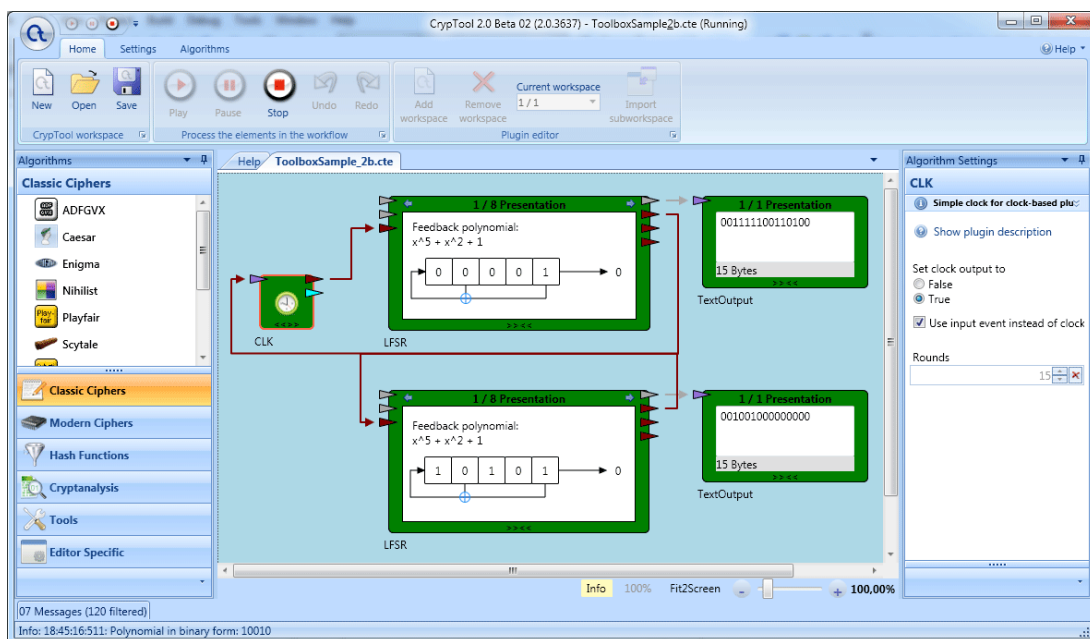 CrypTool 2.0 Beta 02 (2.0.3637) - ToolboxSample2b.cte (Running)
Home Settings Algorithms Help
New Open Save Play Pause Stop Undo Redo Add workspace Remove workspace Current workspace 1 / 1 Import subworkspace
CrypTool workspace Process the elements in the workflow Plugin editor
Algorithms
Classic Ciphers
ADFGVX
Caesar
Enigma
Nihilist
Playfair
Scytale
Classic Ciphers
Modern Ciphers
Hash Functions
Cryptanalysis
Tools
Editor Specific
Help ToolboxSample_2b.cte
CLK
1 / 8 Presentation
Feedback polynomial:
x^5 + x^2 + 1
0 0 0 0 1 0
>><<
LFSR
1 / 1 Presentation
001111100110100
15 Bytes
>><<
TextOutput
1 / 8 Presentation
Feedback polynomial:
x^5 + x^2 + 1
1 0 1 0 1 0
>><<
LFSR
1 / 1 Presentation
001001000000000
15 Bytes
>><<
TextOutput
Info 100% Fit2Screen - + 100,00%
Algorithm Settings
CLK
Simple clock for clock-based plu
Show plugin description
Set clock output to
False
True
Use input event instead of clock
Rounds
15
07 Messages (120 filtered)
Info: 18:45:16:511: Polynomial in binary form: 10010